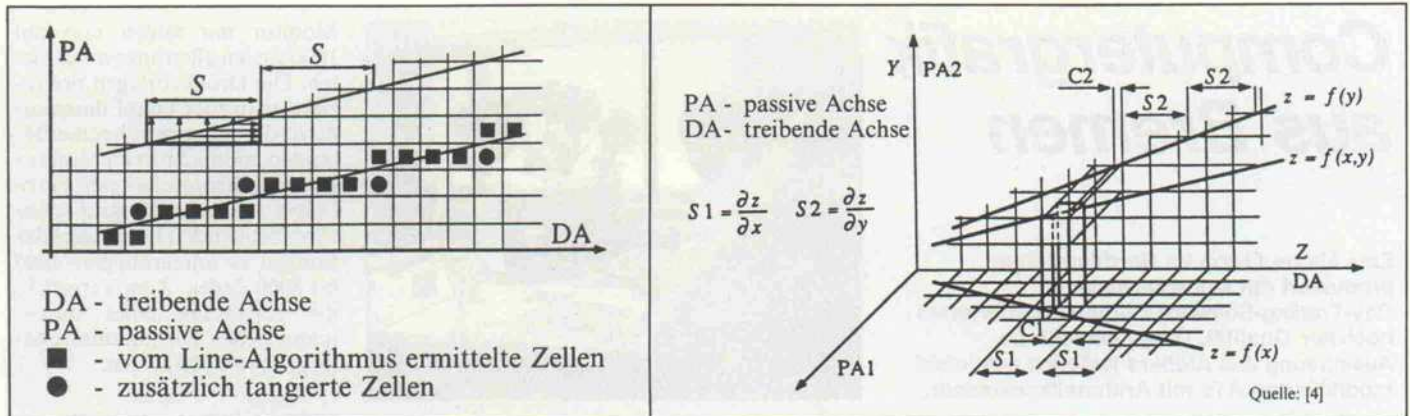 PA
S
S
DA
DA - treibende Achse
PA - passive Achse
■ - vom Line-Algorithmus ermittelte Zellen
● - zusätzlich tangierte Zellen
Y
PA2
C2
S2
S2
z = f(y)
z = f(x,y)
PA - passive Achse
DA - treibende Achse
S1 = ∂z/∂x S2 = ∂z/∂y
Z
DA
C1
S1
S1
z = f(x)
PA1
Quelle: [4]